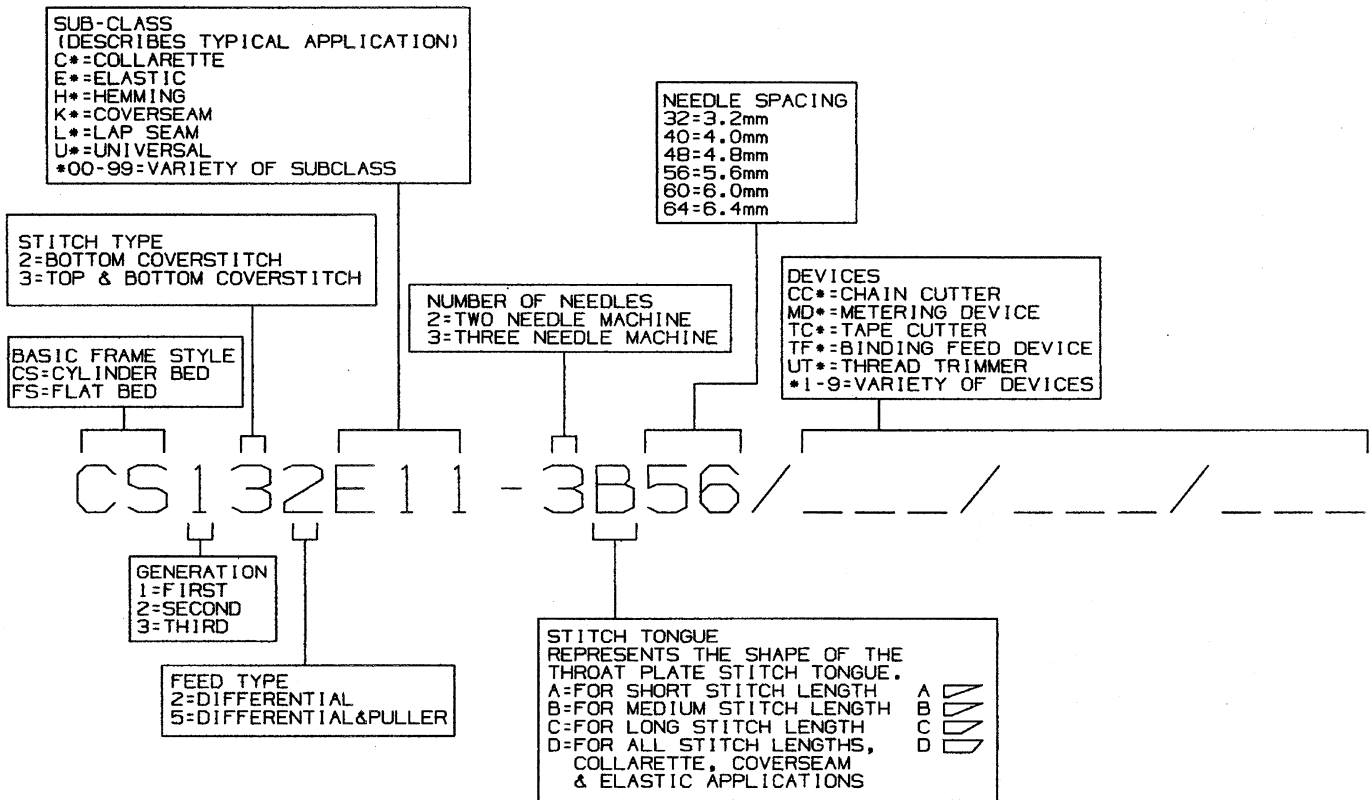 SUB-CLASS
(DESCRIBES TYPICAL APPLICATION)
C*=COLLARETTE
E*=ELASTIC
H*=HEMMING
K*=COVERSEAM
L*=LAP SEAM
U*=UNIVERSAL
*00-99=VARIETY OF SUBCLASS
NEEDLE SPACING
32=3.2mm
40=4.0mm
48=4.8mm
56=5.6mm
60=6.0mm
64=6.4mm
STITCH TYPE
2=BOTTOM COVERSTITCH
3=TOP & BOTTOM COVERSTITCH
NUMBER OF NEEDLES
2=TWO NEEDLE MACHINE
3=THREE NEEDLE MACHINE
DEVICES
CC*=CHAIN CUTTER
MD*=METERING DEVICE
TC*=TAPE CUTTER
TF*=BINDING FEED DEVICE
UT*=THREAD TRIMMER
*1-9=VARIETY OF DEVICES
BASIC FRAME STYLE
CS=CYLINDER BED
FS=FLAT BED
CS132E11-3B56/___/___/___
GENERATION
1=FIRST
2=SECOND
3=THIRD
FEED TYPE
2=DIFFERENTIAL
5=DIFFERENTIAL&PULLER
STITCH TONGUE
REPRESENTS THE SHAPE OF THE
THROAT PLATE STITCH TONGUE.
A=FOR SHORT STITCH LENGTH A
B=FOR MEDIUM STITCH LENGTH B
C=FOR LONG STITCH LENGTH C
D=FOR ALL STITCH LENGTHS, D
COLLARETTE, COVERSEAM
& ELASTIC APPLICATIONS